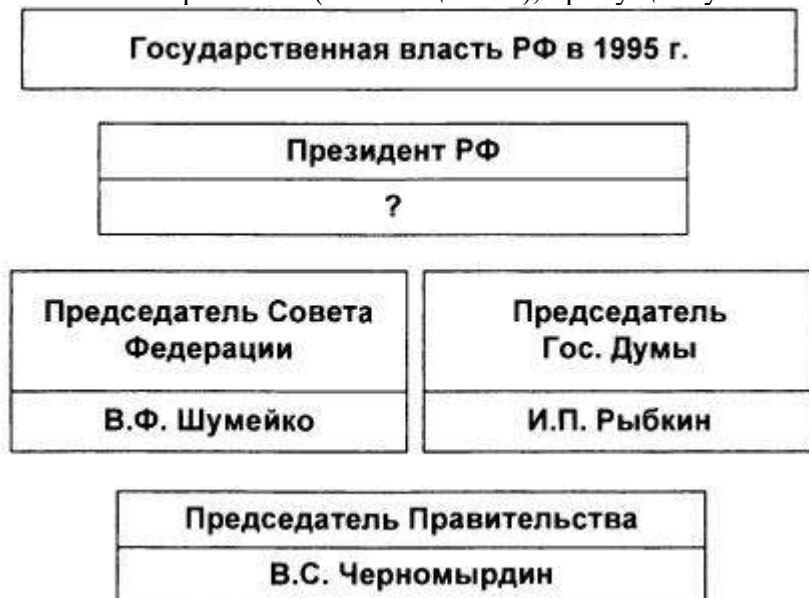 Государственная власть РФ в 1995 г.
Президент РФ
?
Председатель Совета
Федерации
В.Ф. Шумейко
Председатель
Гос. Думы
И.П. Рыбкин
Председатель Правительства
В.С. Черномырдин